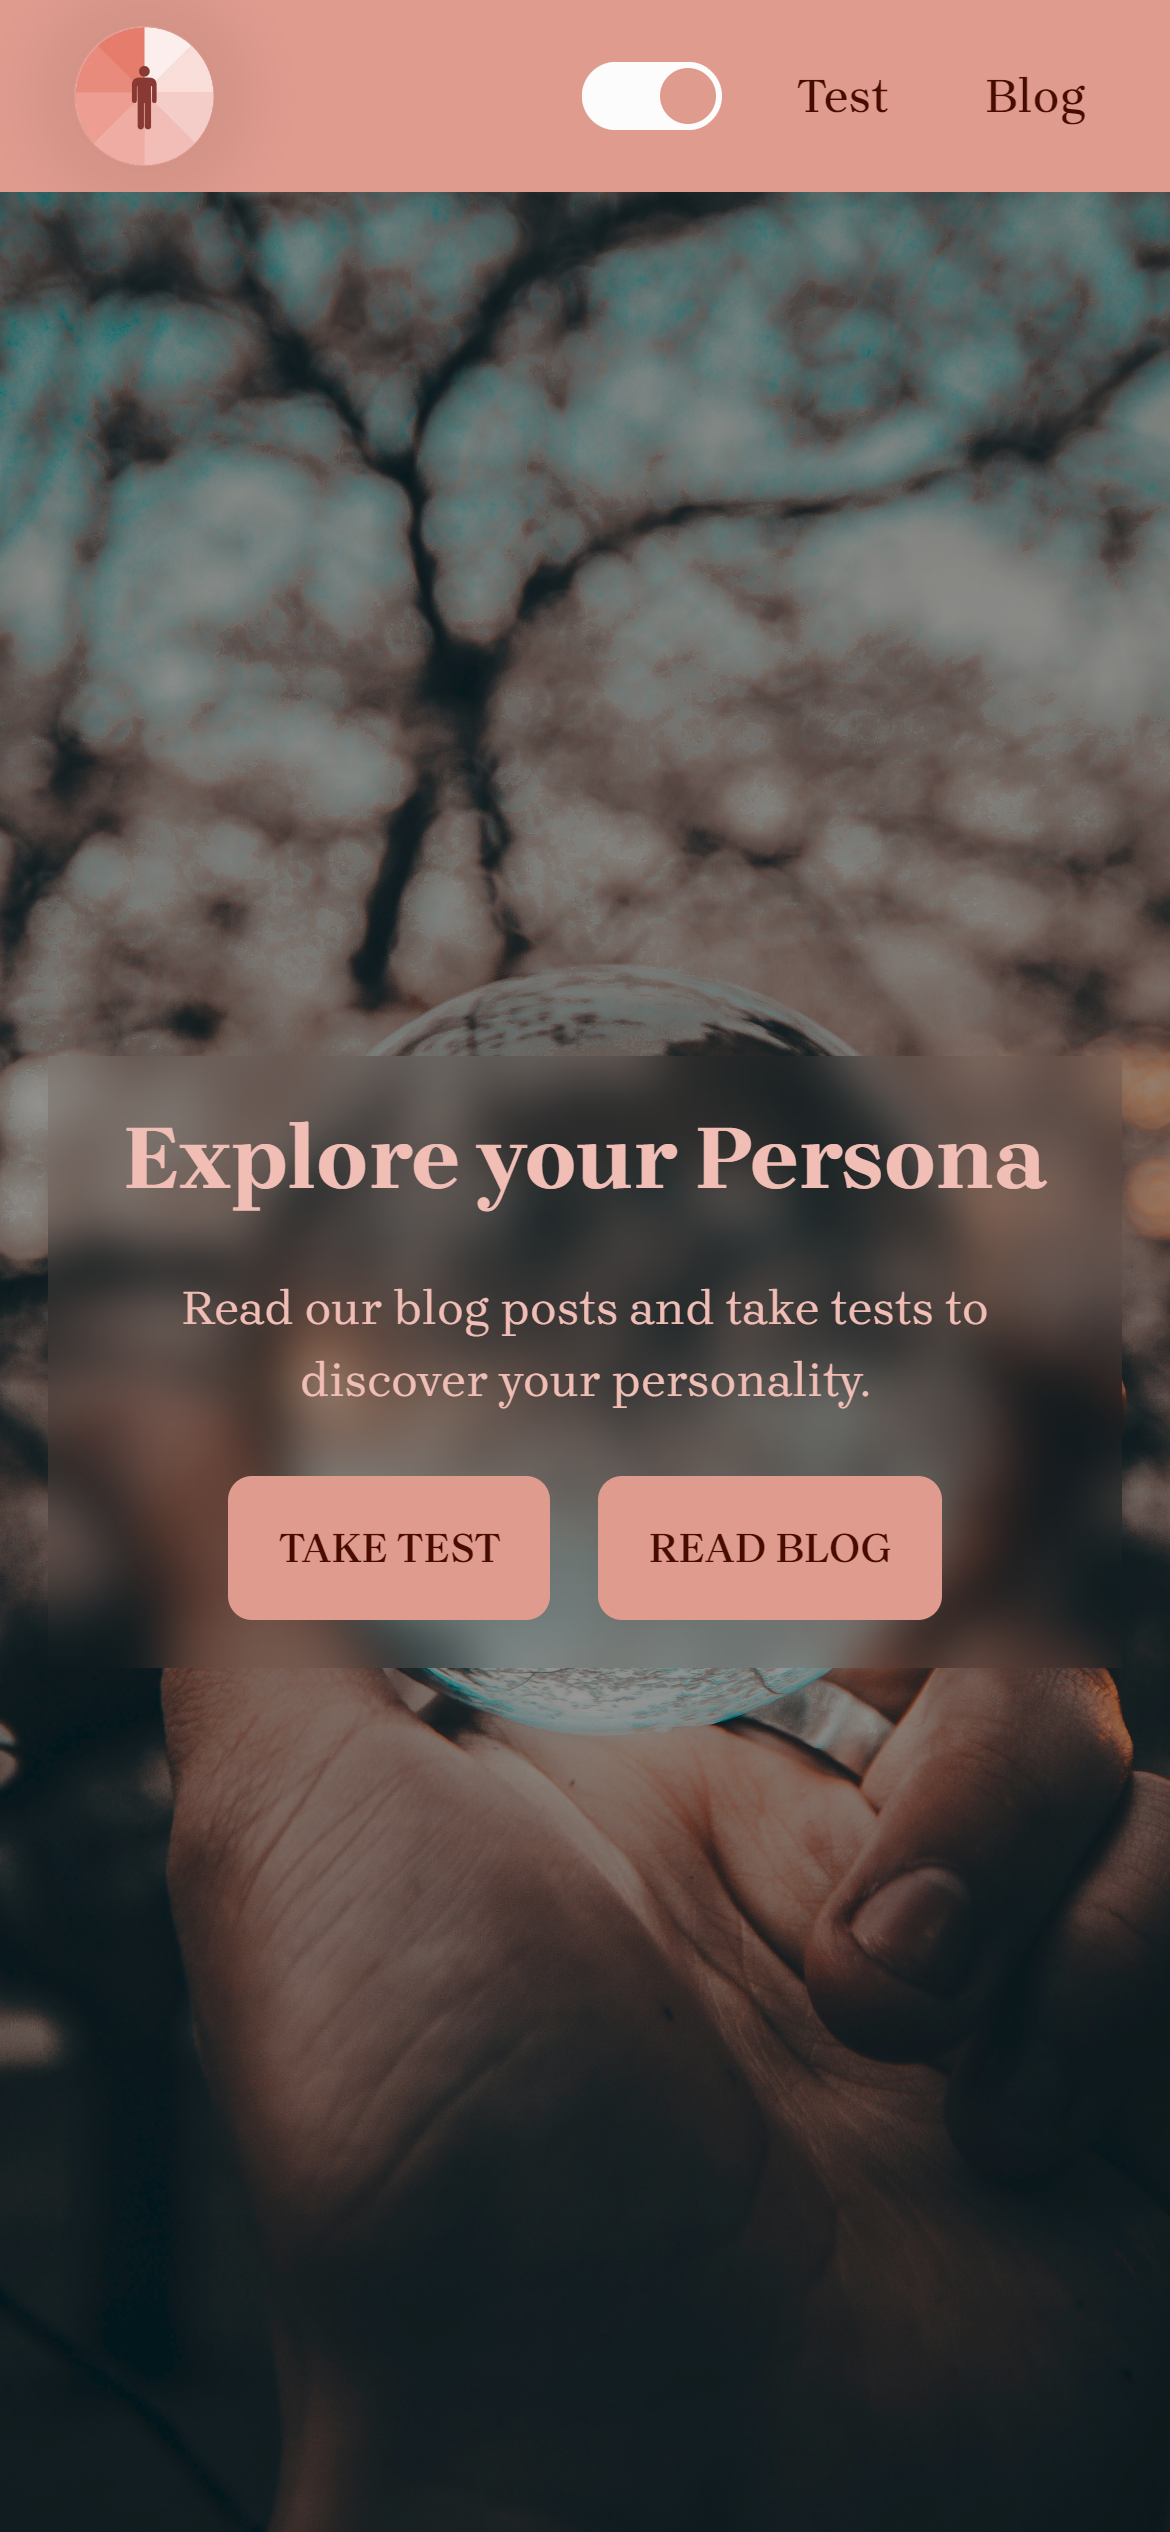 Test Blog
Explore your Persona
Read our blog posts and take tests to
discover your personality.
TAKE TEST READ BLOG